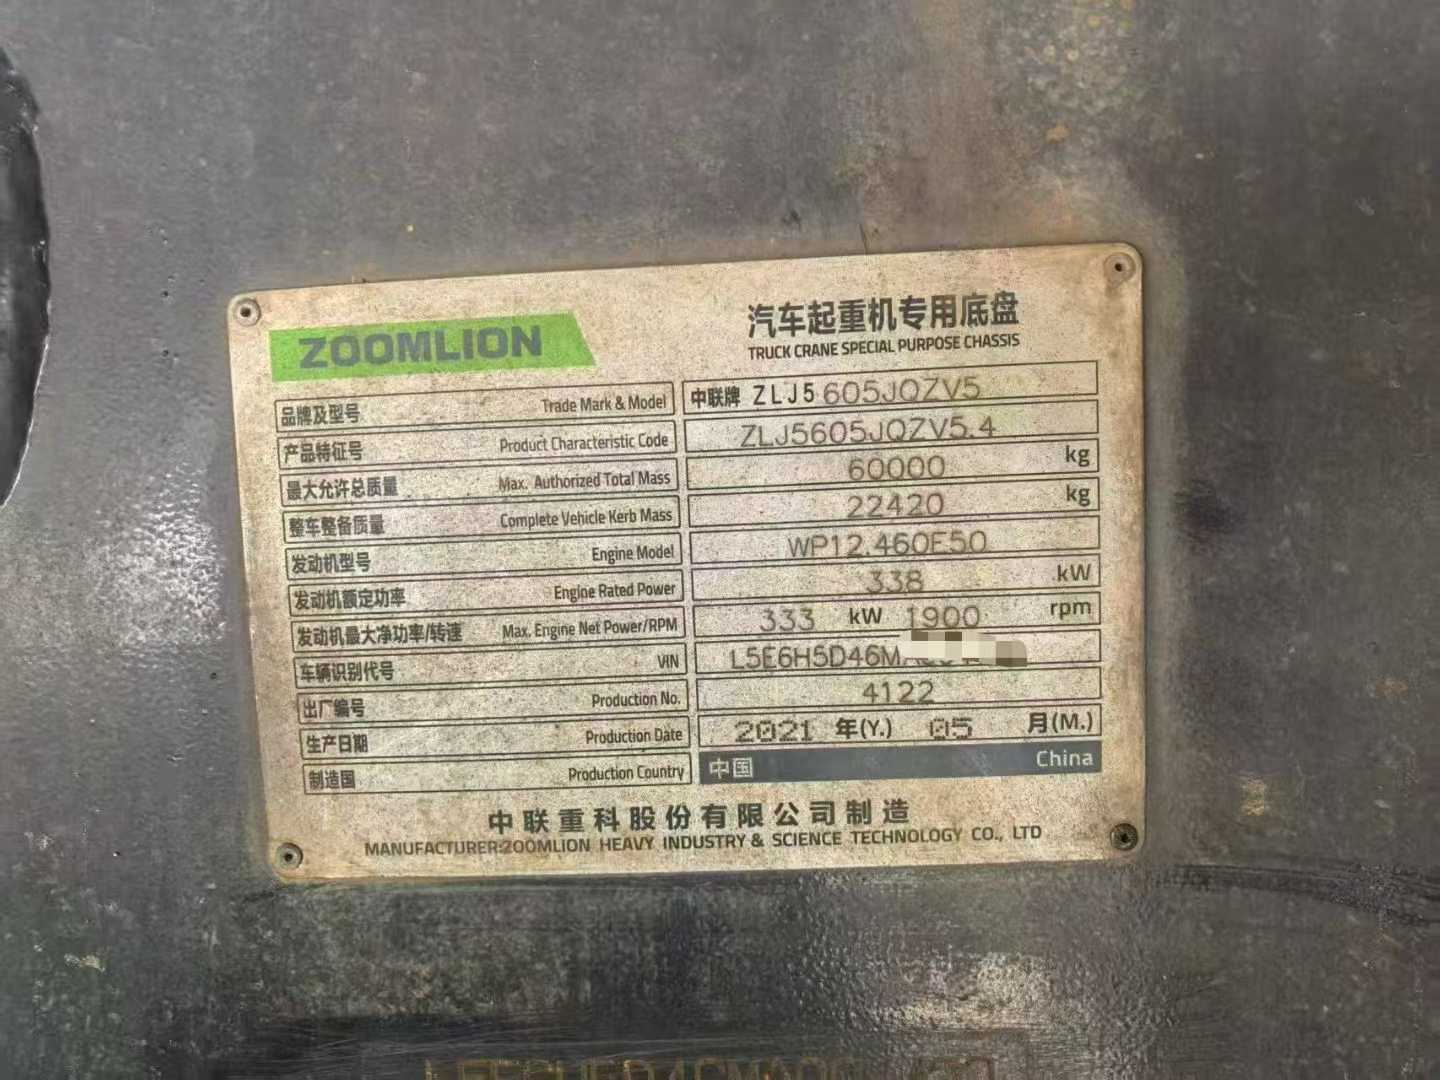 ZOOMLION
汽车起重机专用底盘
TRUCK CRANE SPECIAL PURPOSE CHASSIS
品牌及型号 Trade Mark & Model 中联牌 ZLJ5605JQZV5
产品特征号 Product Characteristic Code ZLJ5605JQZV5.4
最大允许总质量 Max. Authorized Total Mass 60000 kg
整车整备质量 Complete Vehicle Kerb Mass 22420 kg
发动机型号 Engine Model WP12.460E50
发动机额定功率 Engine Rated Power 338 kW
发动机最大净功率/转速 Max. Engine Net Power/RPM 333 kW 1900 rpm
车辆识别代号 VIN L5E6H5D46M
出厂编号 Production No. 4122
生产日期 Production Date 2021 年(Y.) 05 月(M.)
制造国 Production Country 中国 China
中联重科股份有限公司制造
MANUFACTURER:ZOOMLION HEAVY INDUSTRY & SCIENCE TECHNOLOGY CO., LTD